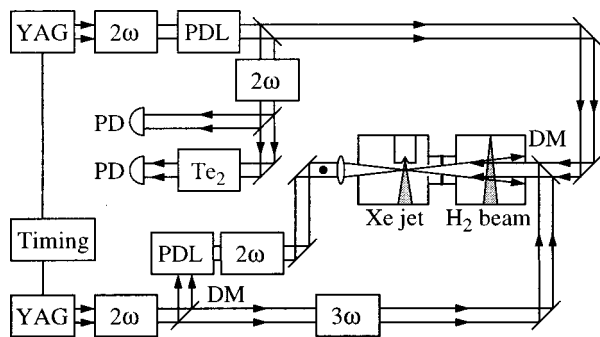 YAG
2ω
PDL
2ω
PD
PD
Te₂
DM
Xe jet
H₂ beam
Timing
PDL
2ω
DM
YAG
2ω
3ω